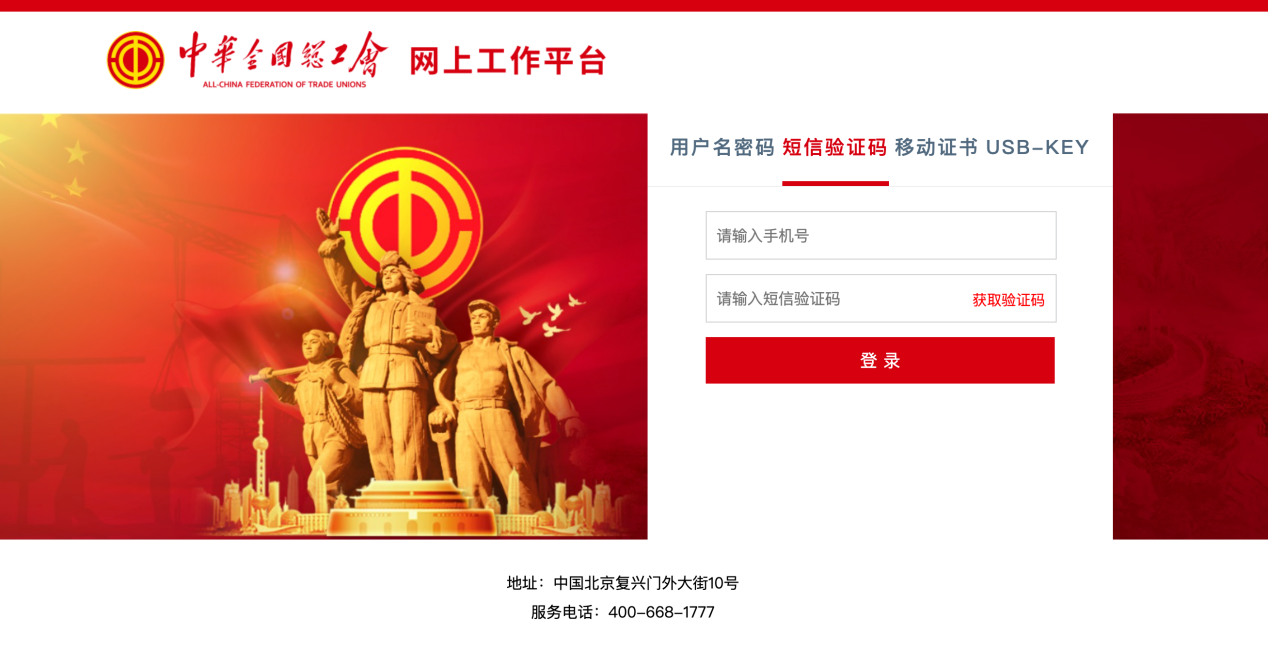 中華全国総工會 网上工作平台
ALL-CHINA FEDERATION OF TRADE UNIONS
用户名密码 短信验证码 移动证书 USB-KEY
请输入手机号
请输入短信验证码 获取验证码
登 录
地址：中国北京复兴门外大街10号
服务电话：400-668-1777